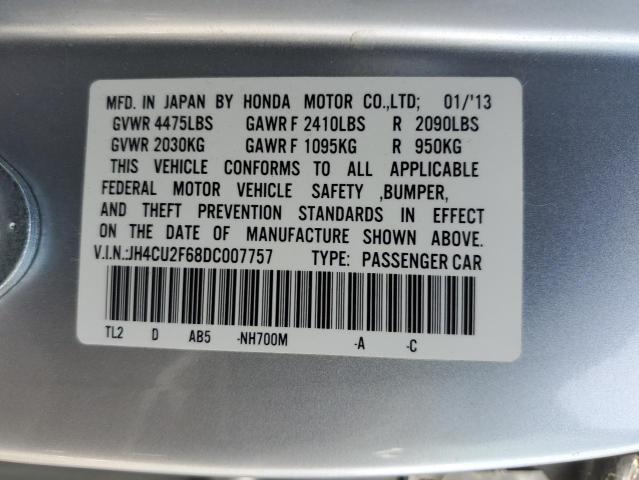 MFD. IN JAPAN BY HONDA MOTOR CO.,LTD; 01/'13
GVWR 4475LBS GAWR F 2410LBS R 2090LBS
GVWR 2030KG GAWR F 1095KG R 950KG
THIS VEHICLE CONFORMS TO ALL APPLICABLE
FEDERAL MOTOR VEHICLE SAFETY ,BUMPER,
AND THEFT PREVENTION STANDARDS IN EFFECT
ON THE DATE OF MANUFACTURE SHOWN ABOVE.
V.I.N.:JH4CU2F68DC007757 TYPE: PASSENGER CAR
TL2 D AB5 -NH700M -A -C